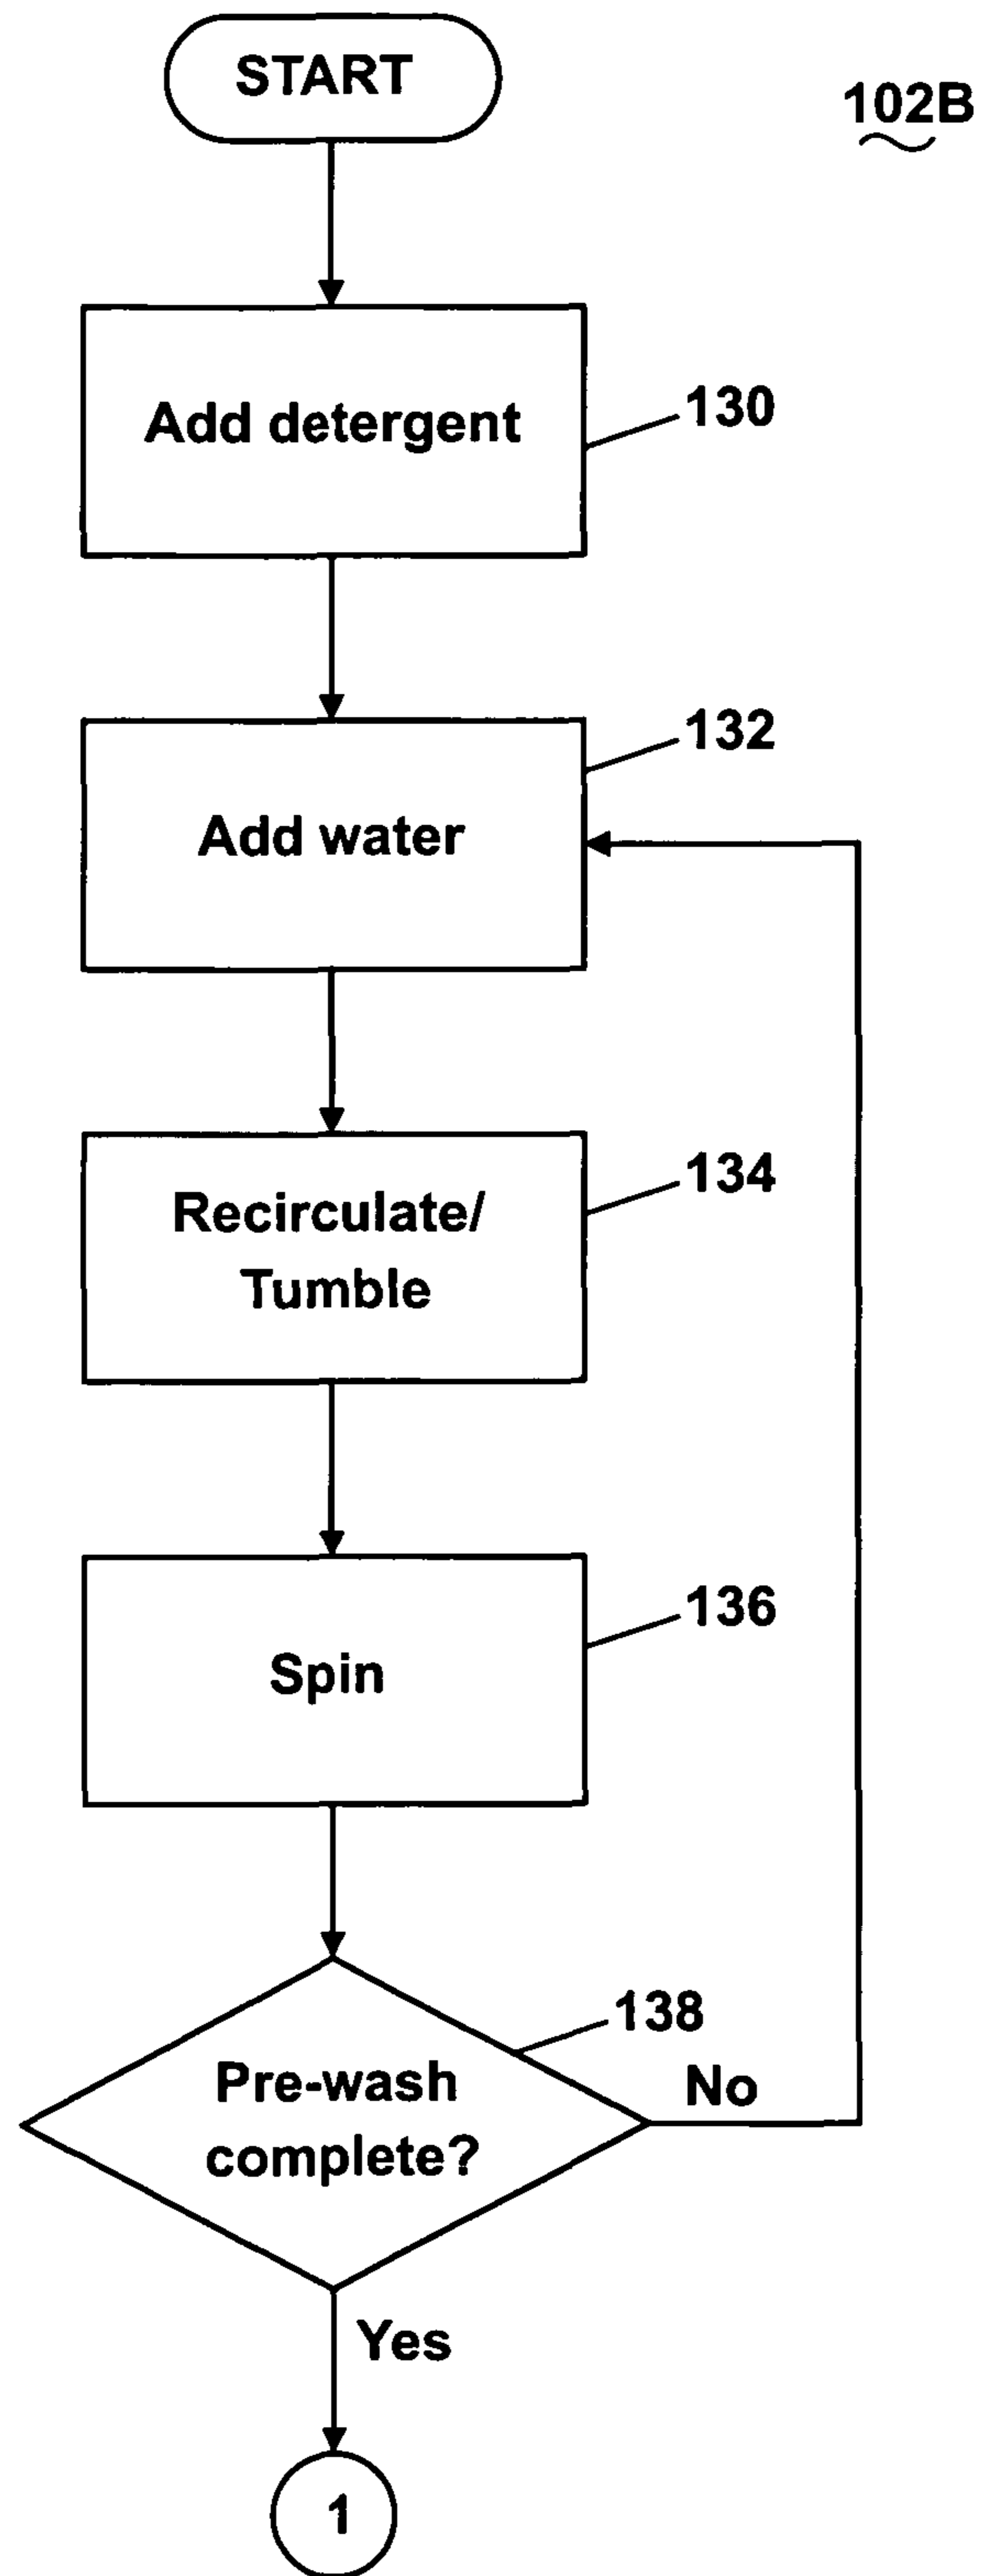 START
102B
Add detergent
130
132
Add water
134
Recirculate/
Tumble
136
Spin
138
Pre-wash
complete?
No
Yes
1